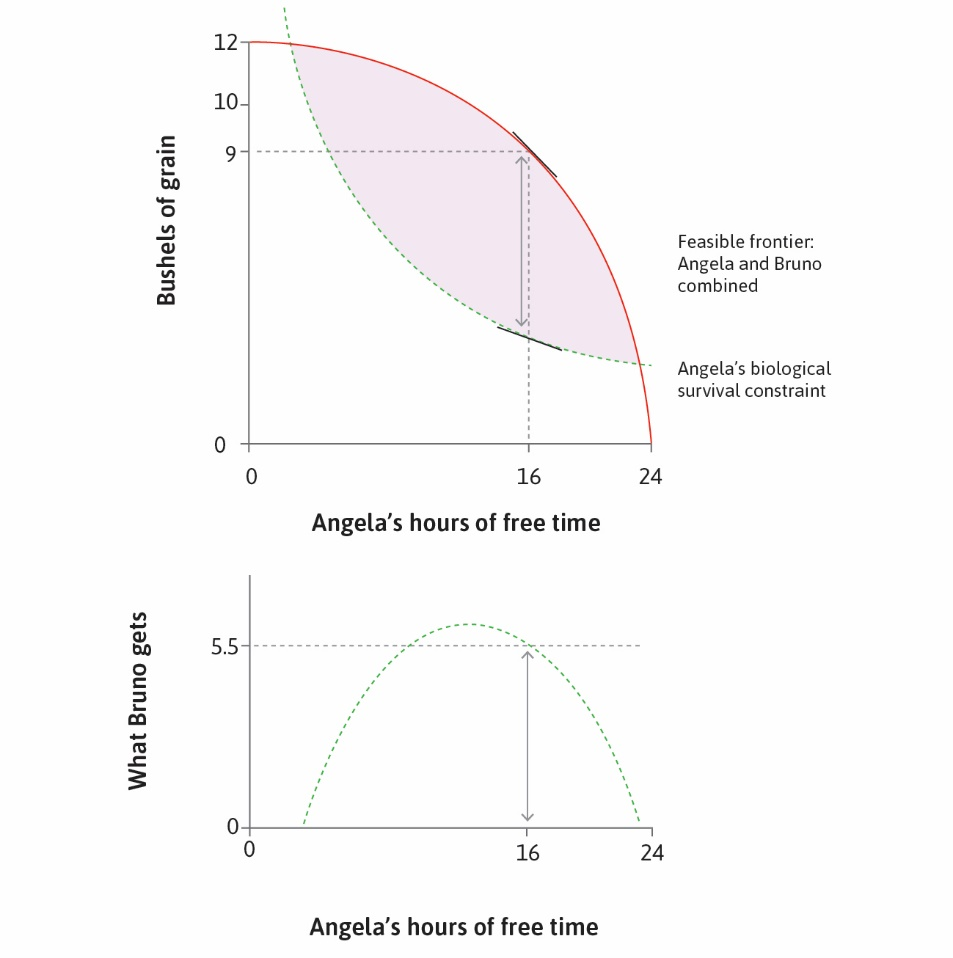 12
10
9
0
Bushels of grain
0
16
24
Angela's hours of free time
Feasible frontier:
Angela and Bruno
combined
Angela's biological
survival constraint
5.5
0
What Bruno gets
0
16
24
Angela's hours of free time